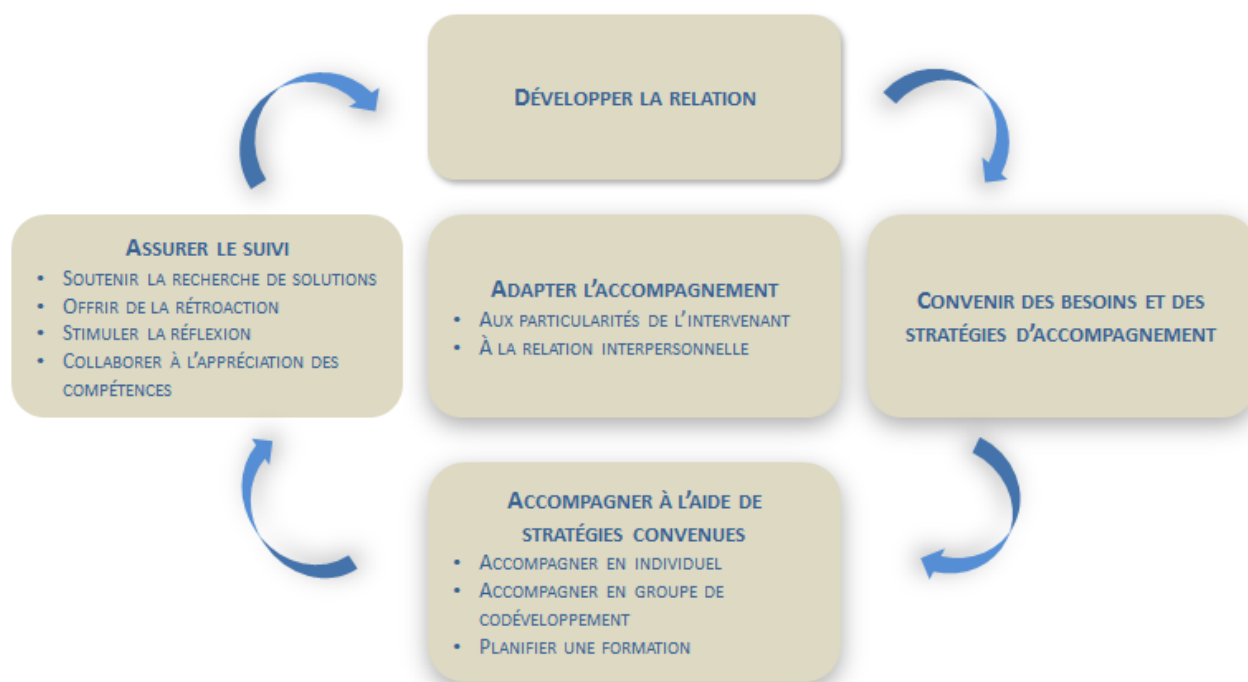 Développer la relation
Assurer le suivi
• Soutenir la recherche de solutions
• Offrir de la rétroaction
• Stimuler la réflexion
• Collaborer à l'appréciation des
compétences
Adapter l'accompagnement
• Aux particularités de l'intervenant
• À la relation interpersonnelle
Convenir des besoins et des
stratégies d'accompagnement
Accompagner à l'aide de
stratégies convenues
• Accompagner en individuel
• Accompagner en groupe de
codéveloppement
• Planifier une formation